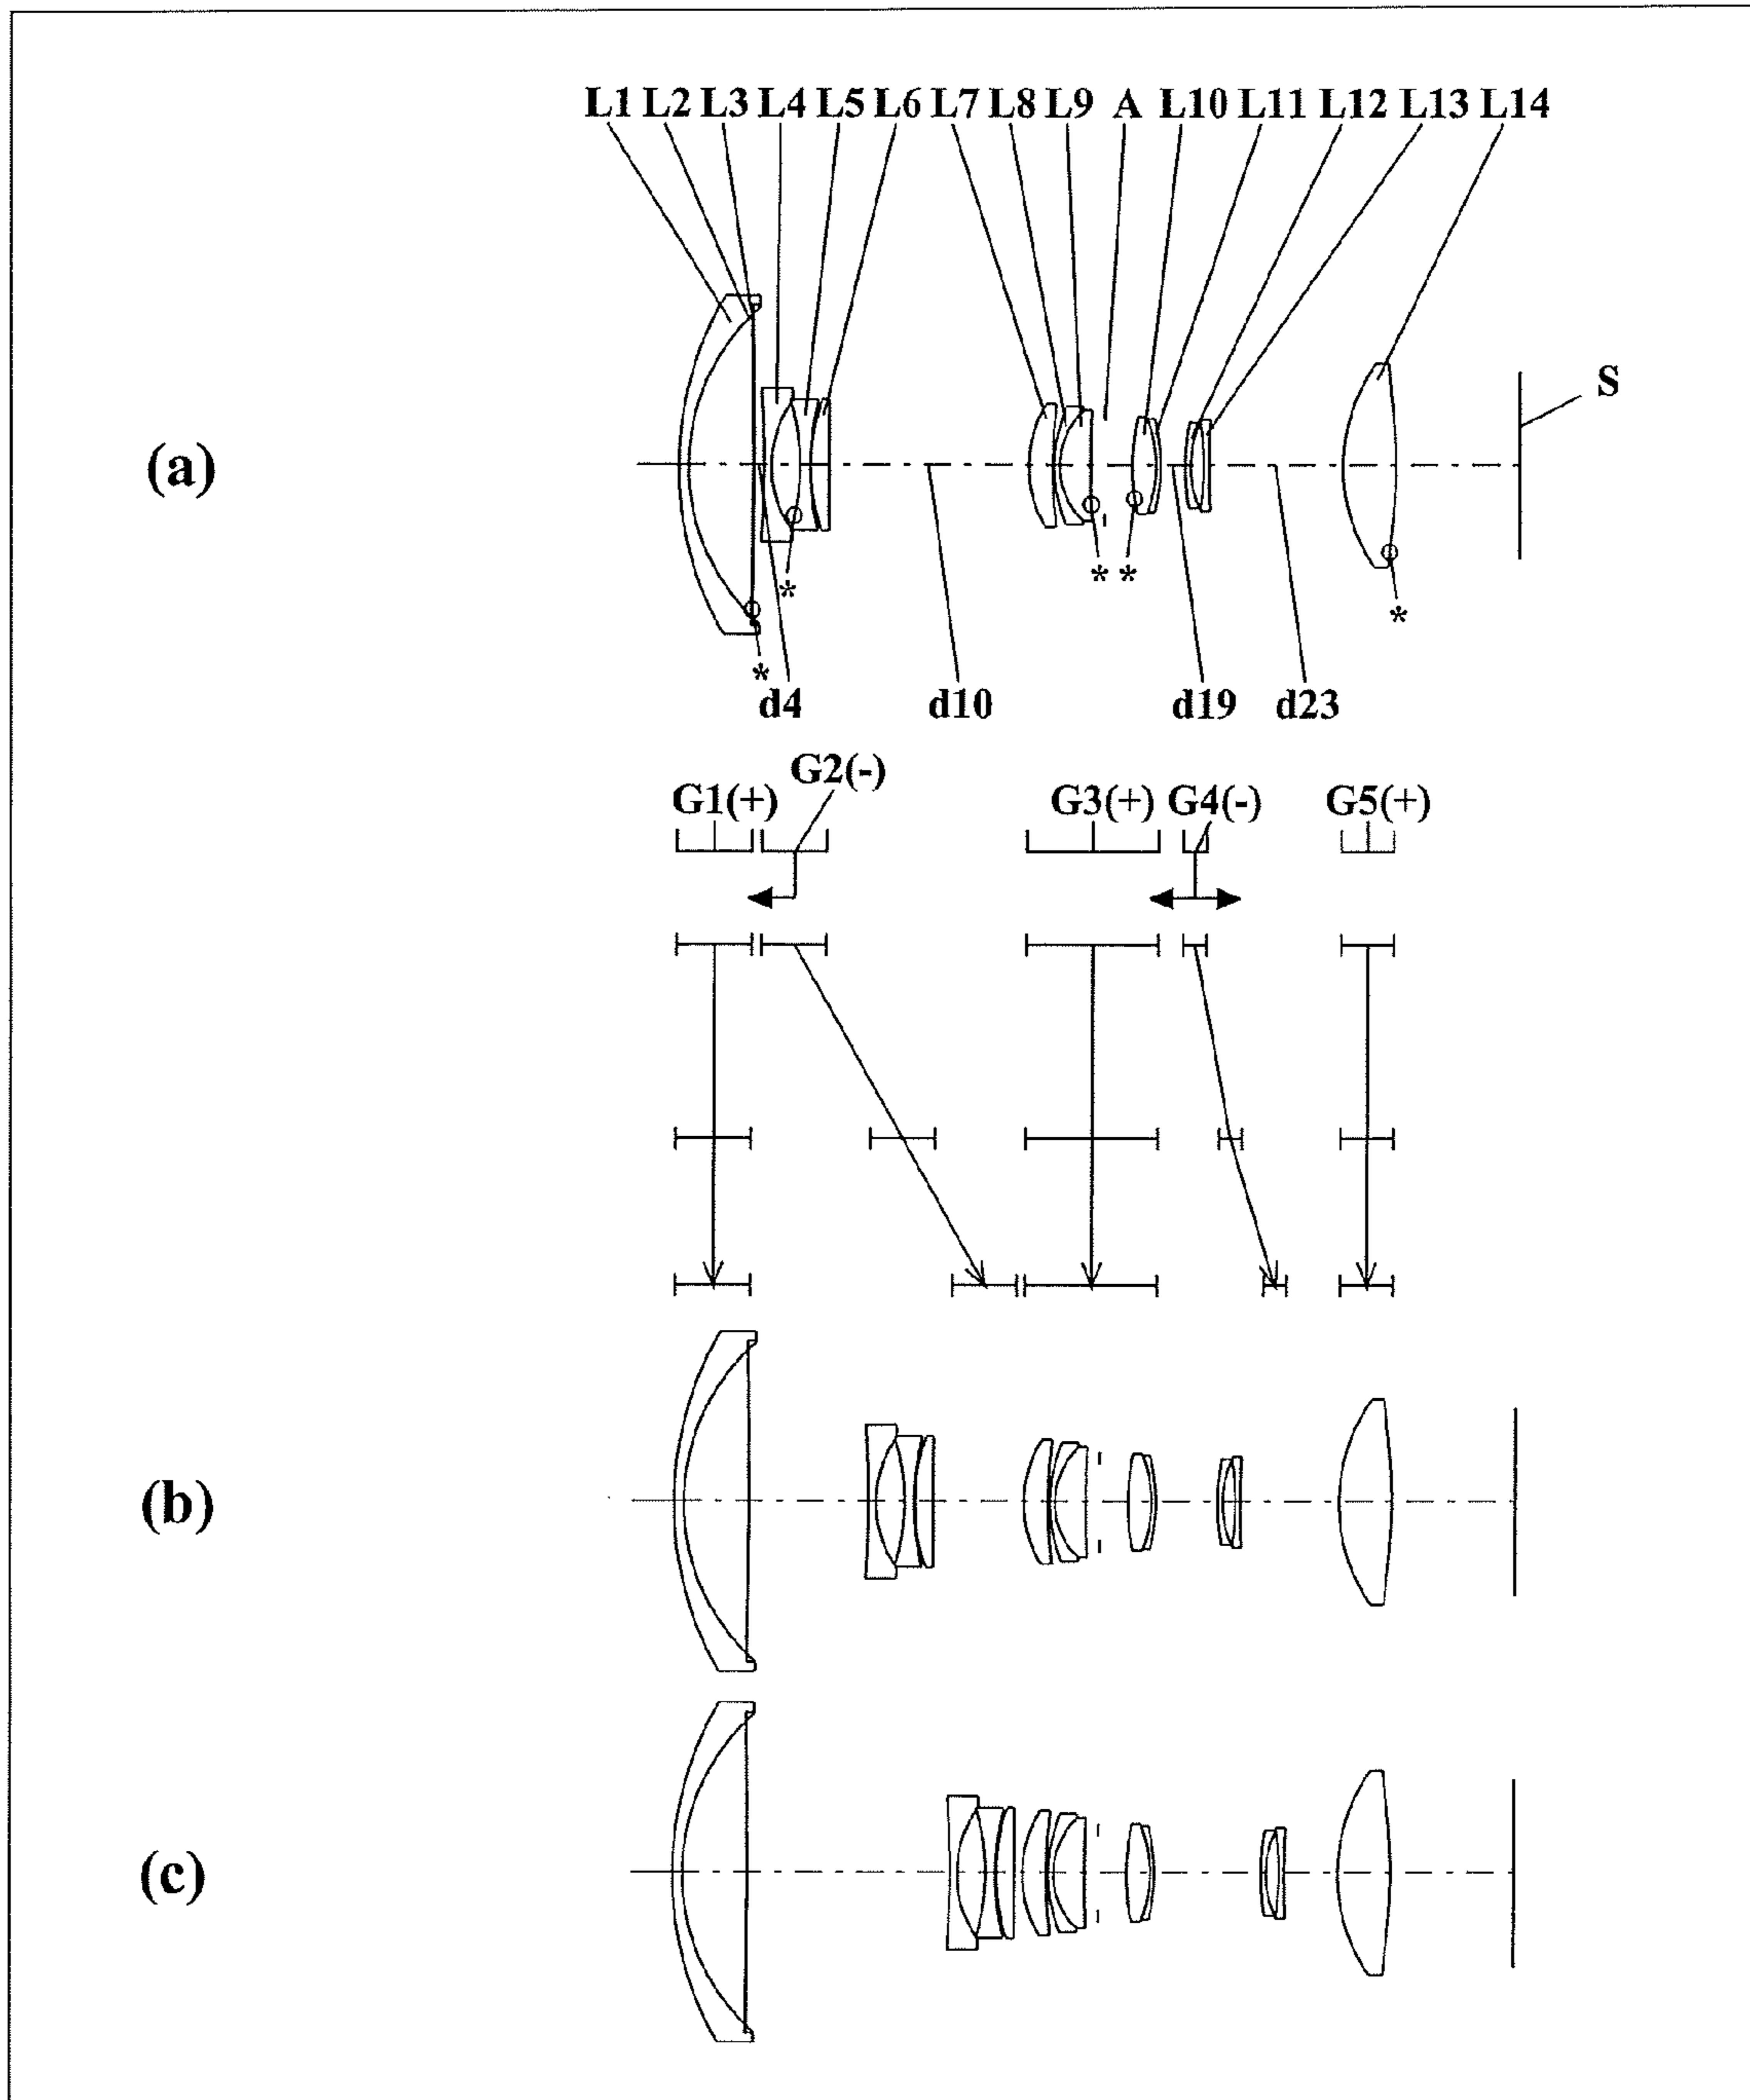 L1 L2 L3 L4 L5 L6 L7 L8 L9 A L10 L11 L12 L13 L14
S
(a)
* * * * *
d4 d10 d19 d23
G1(+) G2(-) G3(+) G4(-) G5(+)
(b)
(c)